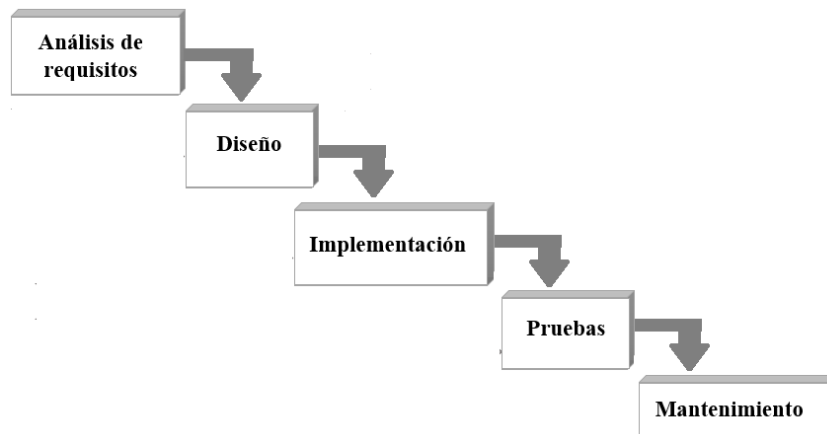 Análisis de
requisitos
Diseño
Implementación
Pruebas
Mantenimiento